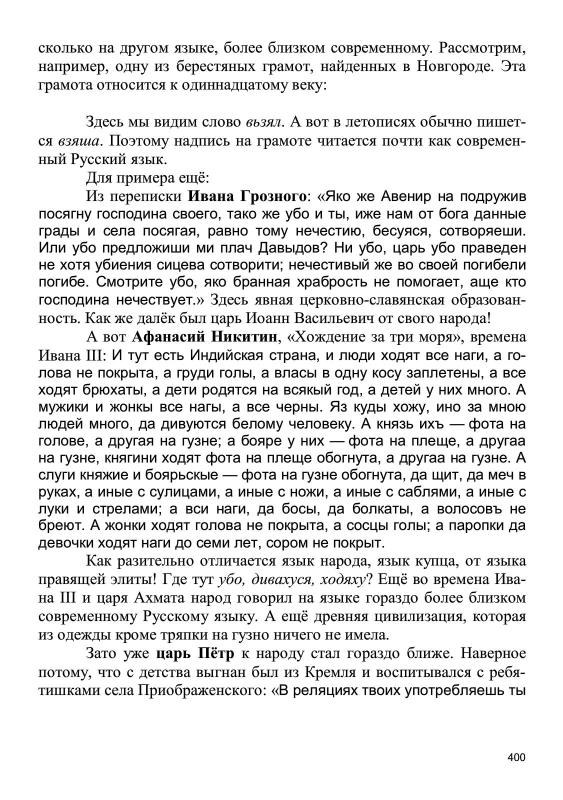 сколько на другом языке, более близком современному. Рассмотрим,
например, одну из берестяных грамот, найденных в Новгороде. Эта
грамота относится к одиннадцатому веку:
Здесь мы видим слово възял. А вот в летописях обычно пишет-
ся взяша. Поэтому надпись на грамоте читается почти как современ-
ный Русский язык.
Для примера ещё:
Из переписки Ивана Грозного: «Яко же Авенир на подружив
посягну господина своего, тако же убо и ты, иже нам от бога данные
грады и села посягая, равно тому нечестию, бесуяся, сотворяеши.
Или убо предложиши ми плач Давыдов? Ни убо, царь убо праведен
не хотя убиения сицева сотворити; нечестивый же во своей погибели
погибе. Смотрите убо, яко бранная храбрость не помогает, аще кто
господина нечествует.» Здесь явная церковно-славянская образован-
ность. Как же далёк был царь Иоанн Васильевич от своего народа!
А вот Афанасий Никитин, «Хождение за три моря», времена
Ивана III: И тут есть Индийская страна, и люди ходят все наги, а го-
лова не покрыта, а груди голы, а власы в одну косу заплетены, а все
ходят брюхаты, а дети родятся на всякый год, а детей у них много. А
мужики и жонкы все нагы, а все черны. Яз куды хожу, ино за мною
людей много, да дивуются белому человеку. А князь ихъ — фота на
голове, а другая на гузне; а бояре у них — фота на плеще, а другаа
на гузне, княгини ходят фота на плеще обогнута, а другаа на гузне. А
слуги княжие и боярьские — фота на гузне обогнута, да щит, да меч в
руках, а иные с сулицами, а иные с ножи, а иные с саблями, а иные с
луки и стрелами; а вси наги, да босы, да болкаты, а волосовъ не
бреют. А жонки ходят голова не покрыта, а сосцы голы; а паропки да
девочки ходят наги до семи лет, сором не покрыт.
Как разительно отличается язык народа, язык купца, от языка
правящей элиты! Где тут убо, дивахуся, ходяху? Ещё во времена Ива-
на III и царя Ахмата народ говорил на языке гораздо более близком
современному Русскому языку. А ещё древняя цивилизация, которая
из одежды кроме тряпки на гузно ничего не имела.
Зато уже царь Пётр к народу стал гораздо ближе. Наверное
потому, что с детства выгнан был из Кремля и воспитывался с ребя-
тишками села Приображенского: «В реляциях твоих употребляешь ты
400